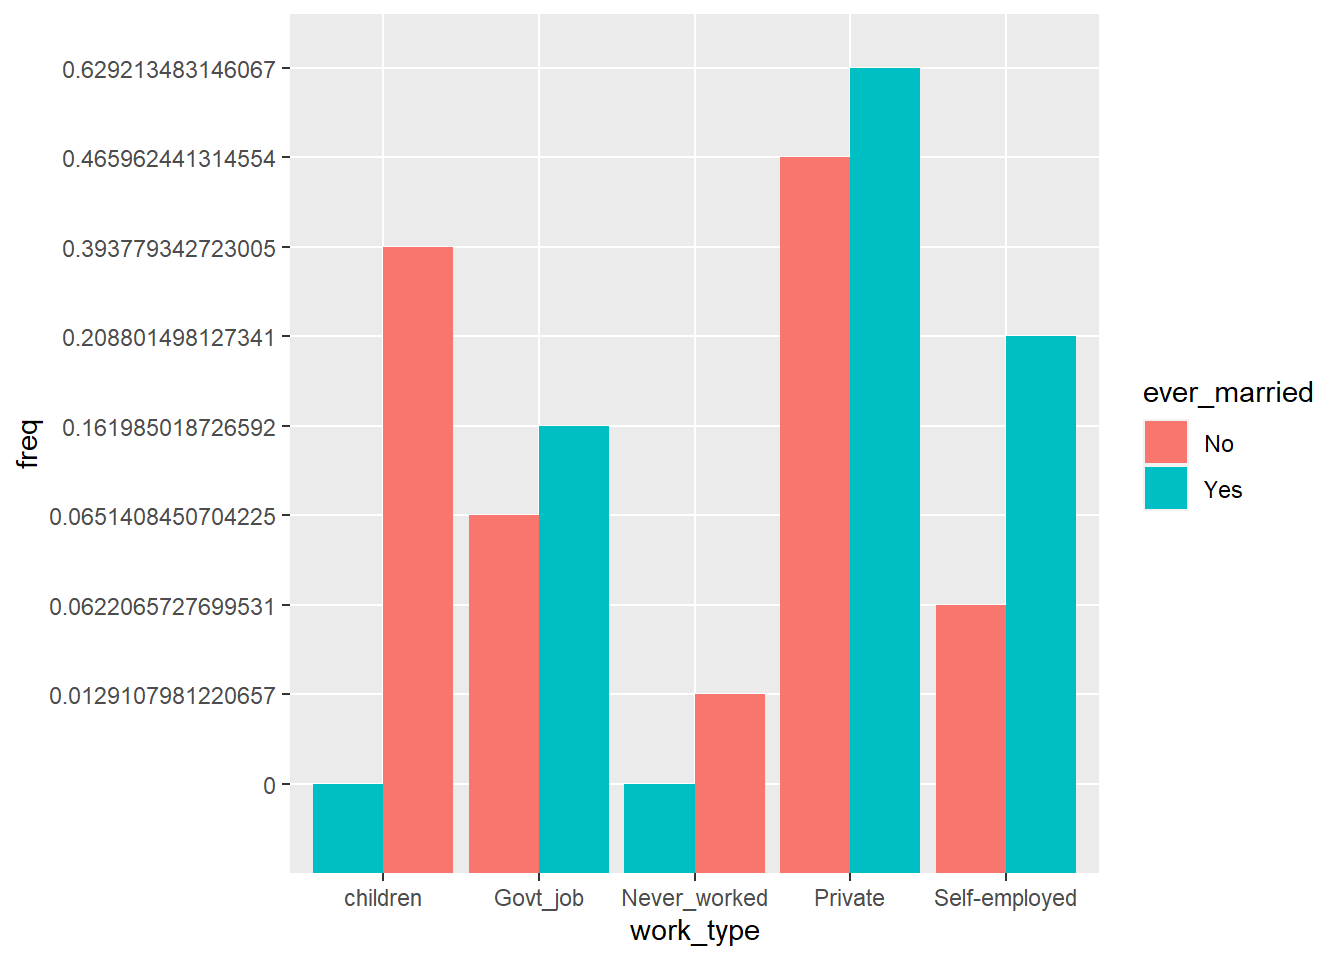 0.629213483146067
0.465962441314554
0.393779342723005
0.208801498127341
0.161985018726592
0.0651408450704225
0.0622065727699531
0.0129107981220657
0
freq
children Govt_job Never_worked Private Self-employed
work_type
ever_married
No
Yes